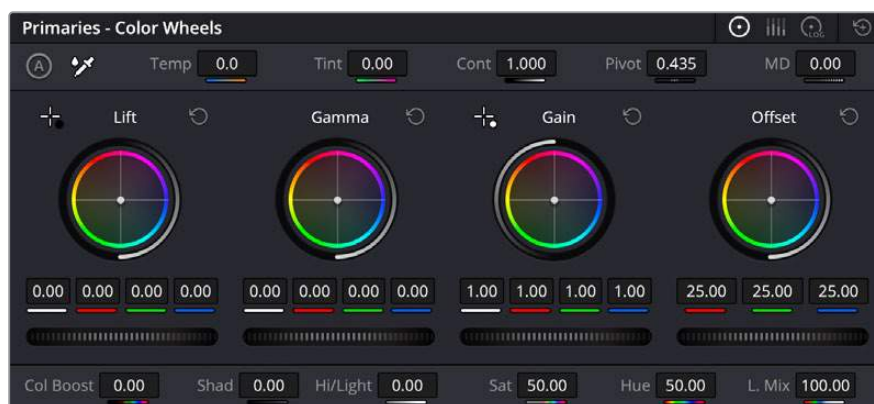 Primaries - Color Wheels
LOG
A Temp 0.0 Tint 0.00 Cont 1.000 Pivot 0.435 MD 0.00
Lift Gamma Gain Offset
0.00 0.00 0.00 0.00 0.00 0.00 0.00 0.00 1.00 1.00 1.00 1.00 25.00 25.00 25.00
Col Boost 0.00 Shad 0.00 Hi/Light 0.00 Sat 50.00 Hue 50.00 L. Mix 100.00